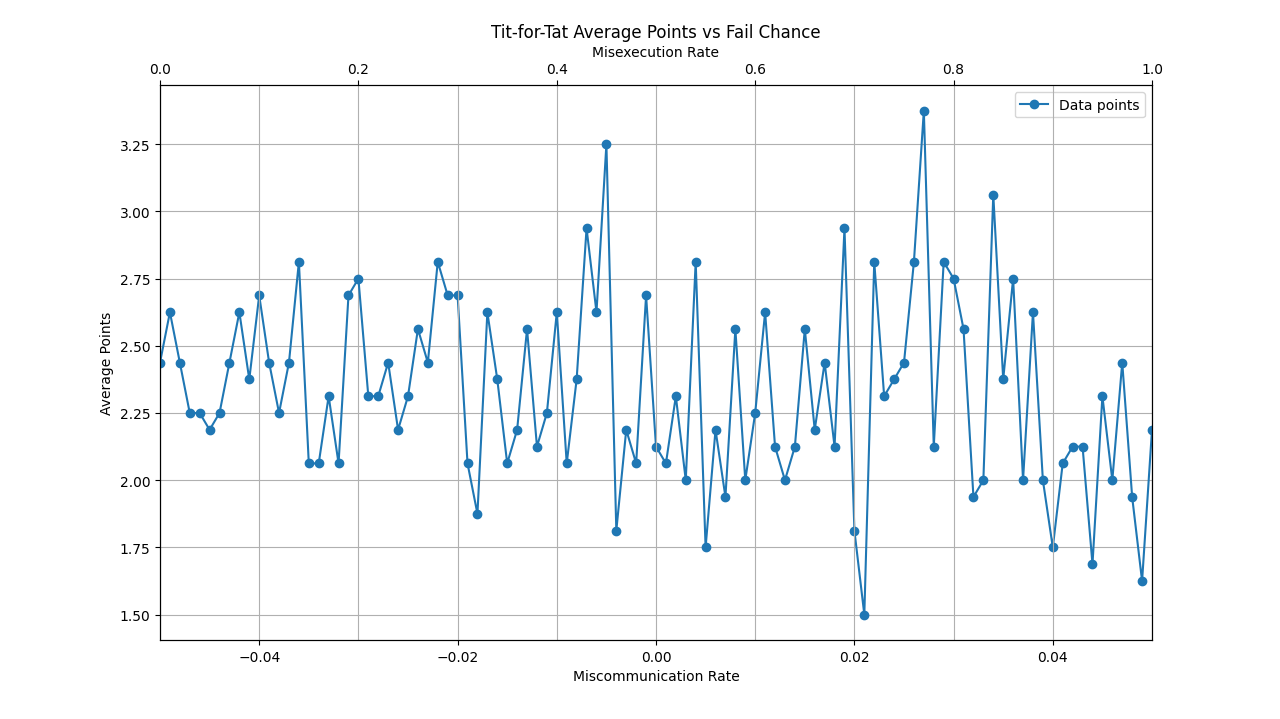 Tit-for-Tat Average Points vs Fail Chance
Misexecution Rate
0.0 0.2 0.4 0.6 0.8 1.0
Data points
3.25
3.00
2.75
2.50
2.25
2.00
1.75
1.50
Average Points
−0.04 −0.02 0.00 0.02 0.04
Miscommunication Rate